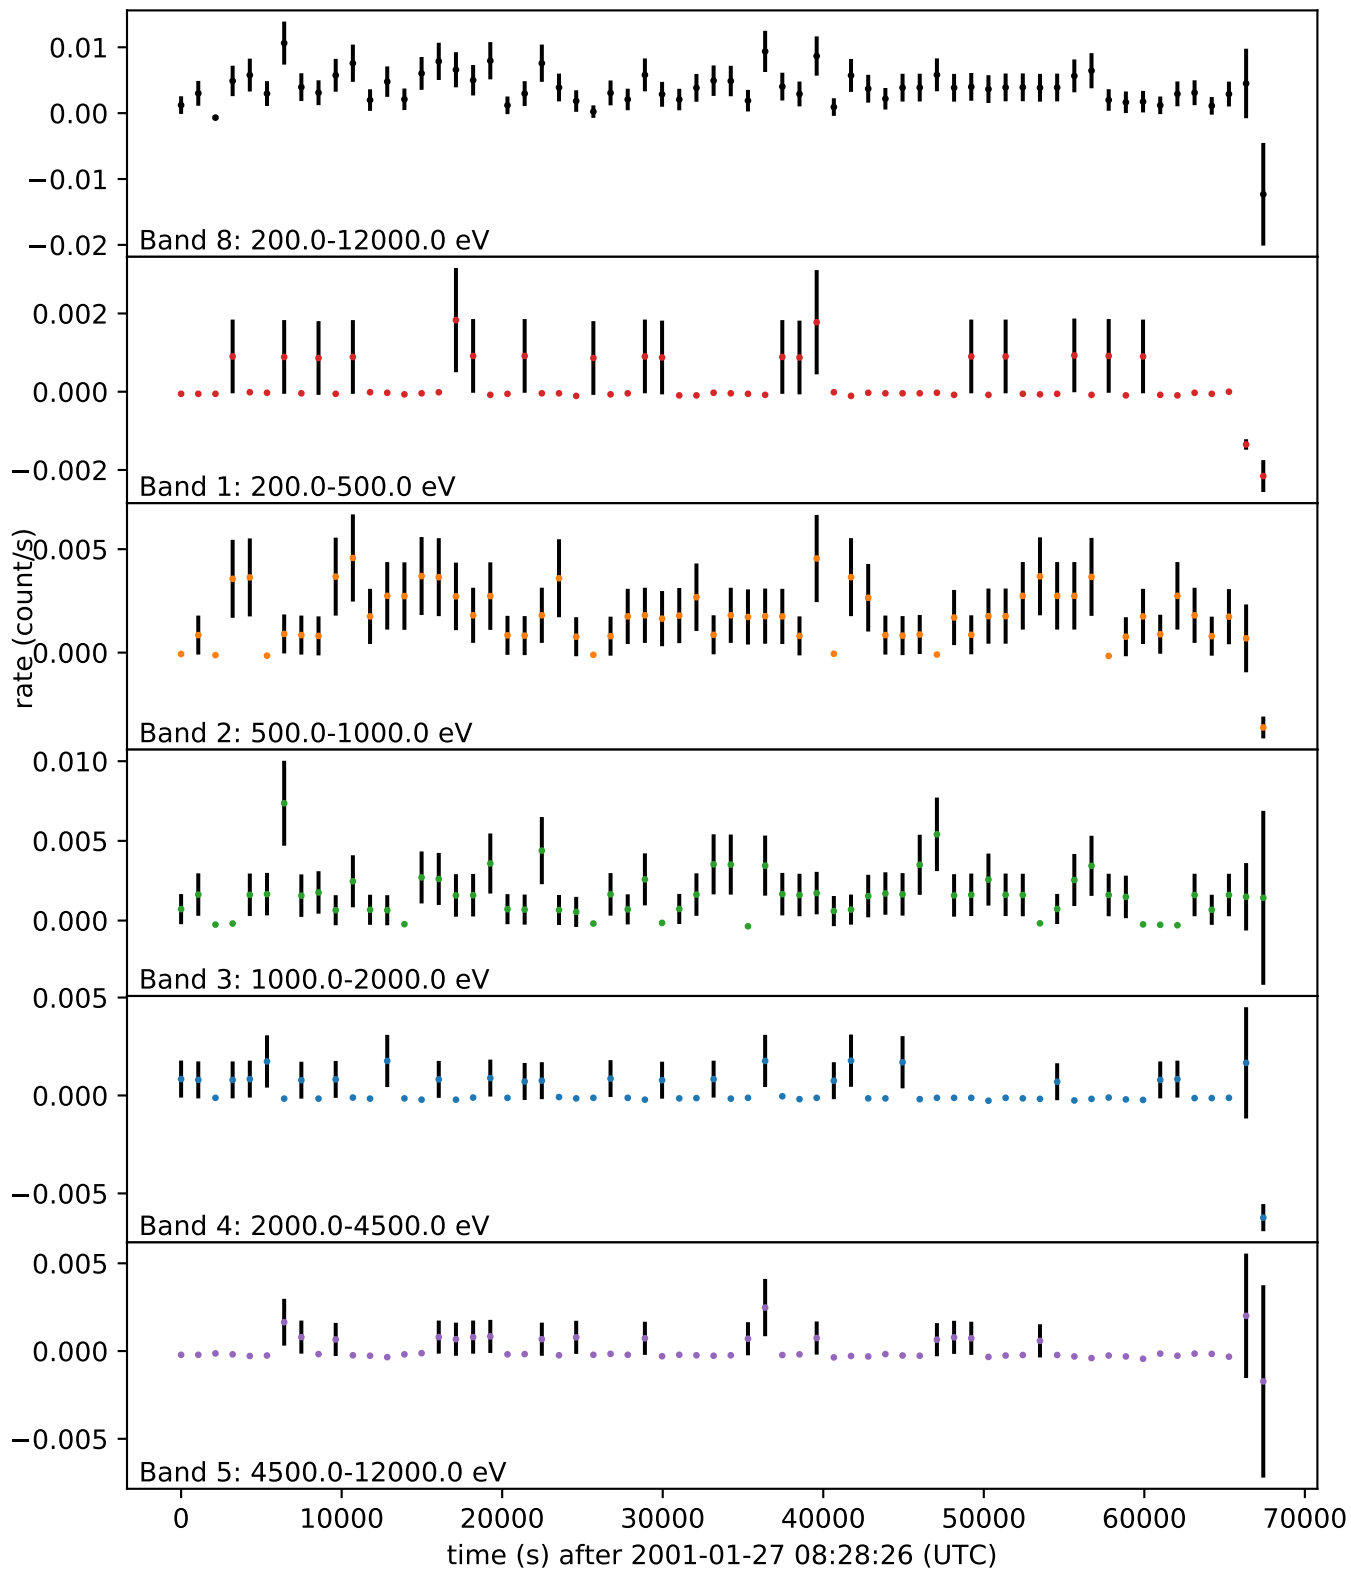 0.01
0.00
−0.01
−0.02
Band 8: 200.0-12000.0 eV
0.002
0.000
−0.002
Band 1: 200.0-500.0 eV
rate (count/s)
0.005
0.000
Band 2: 500.0-1000.0 eV
0.010
0.005
0.000
Band 3: 1000.0-2000.0 eV
0.005
0.000
−0.005
Band 4: 2000.0-4500.0 eV
0.005
0.000
−0.005
Band 5: 4500.0-12000.0 eV
0 10000 20000 30000 40000 50000 60000 70000
time (s) after 2001-01-27 08:28:26 (UTC)